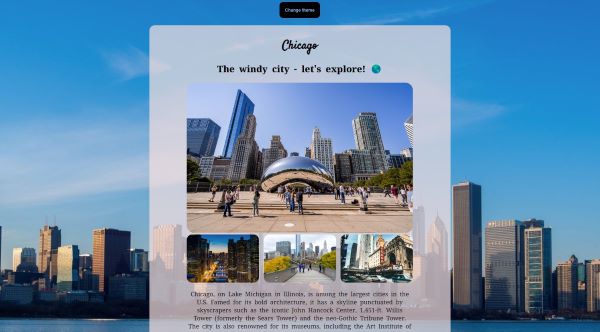 Change theme
Chicago
The windy city - let's explore!
Chicago, on Lake Michigan in Illinois, is among the largest cities in the
U.S. Famed for its bold architecture, it has a skyline punctuated by
skyscrapers such as the iconic John Hancock Center, 1,451-ft. Willis
Tower (formerly the Sears Tower) and the neo-Gothic Tribune Tower.
The city is also renowned for its museums, including the Art Institute of